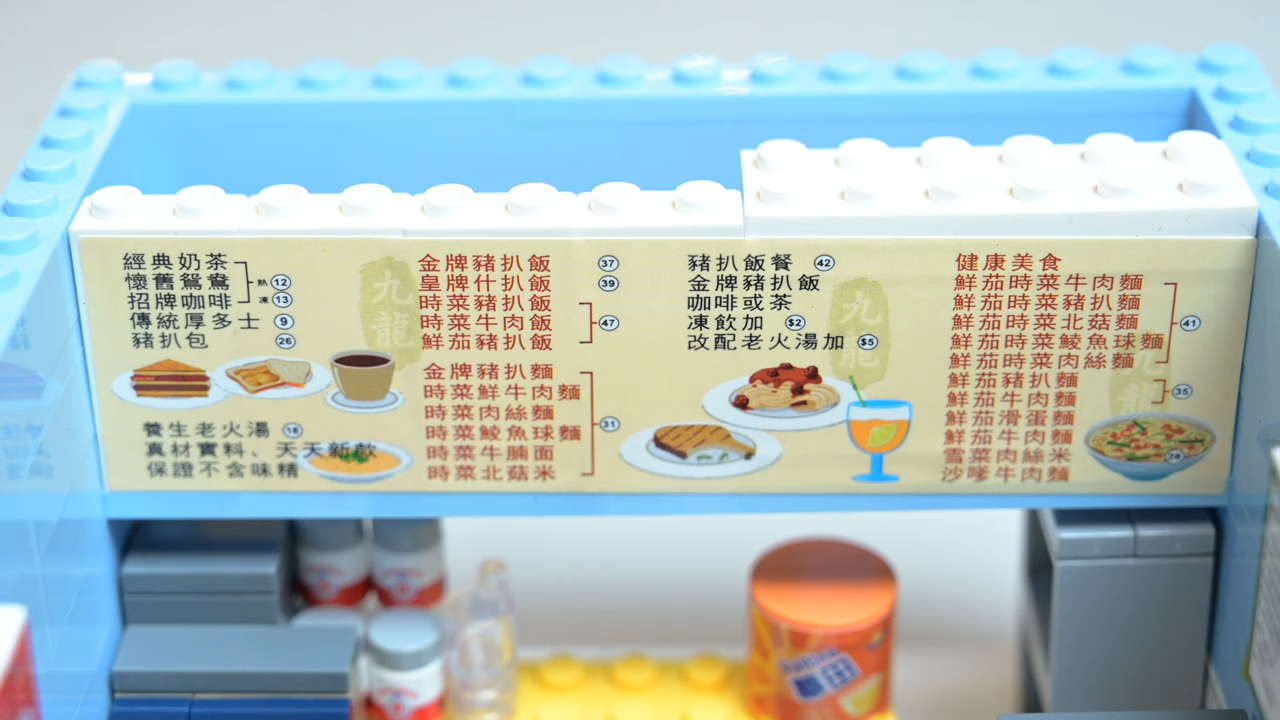 經典奶茶
懷舊鴛鴦
招牌咖啡
熱 12
凍 13
傳統厚多士 9
豬扒包 26
養生老火湯 18
真材實料、天天新款
保證不含味精
九龍
金牌豬扒飯 37
皇牌什扒飯 39
時菜豬扒飯
時菜牛肉飯 47
鮮茄豬扒飯
金牌豬扒麵
時菜鮮牛肉麵
時菜肉絲麵
時菜鯪魚球麵 31
時菜牛腩面
時菜北菇米
豬扒飯餐 42
金牌豬扒飯
咖啡或茶
凍飲加 $2
改配老火湯加 $5
九龍
健康美食
鮮茄時菜牛肉麵
鮮茄時菜豬扒麵
鮮茄時菜北菇麵 41
鮮茄時菜鯪魚球麵
鮮茄時菜肉絲麵
鮮茄豬扒麵
鮮茄牛肉麵 35
鮮茄滑蛋麵
鮮茄牛肉麵
雪菜肉絲米 28
沙嗲牛肉麵
九龍